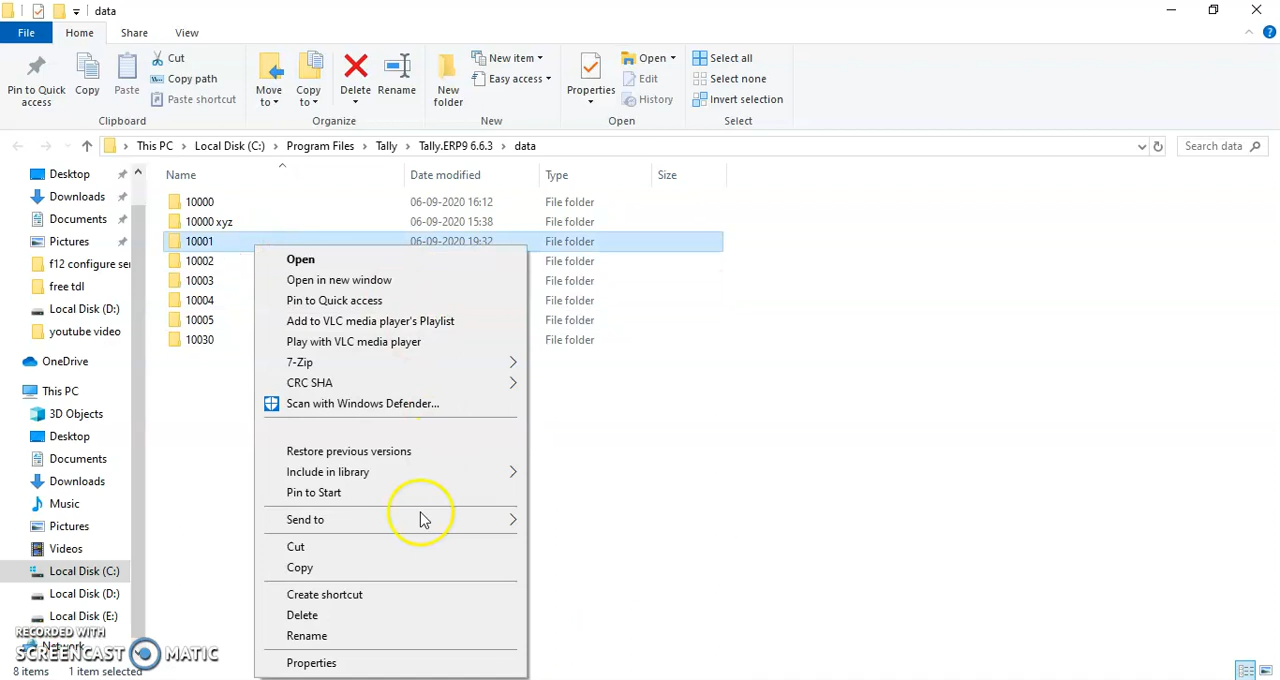 data
File
Home
Share
View
Pin to Quick access
Copy
Paste
Cut
Copy path
Paste shortcut
Clipboard
Move to
Copy to
Delete
Rename
Organize
New folder
New item
Easy access
New
Properties
Open
Edit
History
Open
Select all
Select none
Invert selection
Select
This PC > Local Disk (C:) > Program Files > Tally > Tally.ERP9 6.6.3 > data
Search data
Desktop
Downloads
Documents
Pictures
f12 configure ser
free tdl
Local Disk (D:)
youtube video
OneDrive
This PC
3D Objects
Desktop
Documents
Downloads
Music
Pictures
Videos
Local Disk (C:)
Local Disk (D:)
Local Disk (E:)
Network
Name Date modified Type Size
10000 06-09-2020 16:12 File folder
10000 xyz 06-09-2020 15:38 File folder
10001 06-09-2020 19:32 File folder
10002 File folder
10003 File folder
10004 File folder
10005 File folder
10030 File folder
Open
Open in new window
Pin to Quick access
Add to VLC media player's Playlist
Play with VLC media player
7-Zip
CRC SHA
Scan with Windows Defender...
Restore previous versions
Include in library
Pin to Start
Send to
Cut
Copy
Create shortcut
Delete
Rename
Properties
RECORDED WITH
SCREENCAST MATIC
8 items 1 item selected